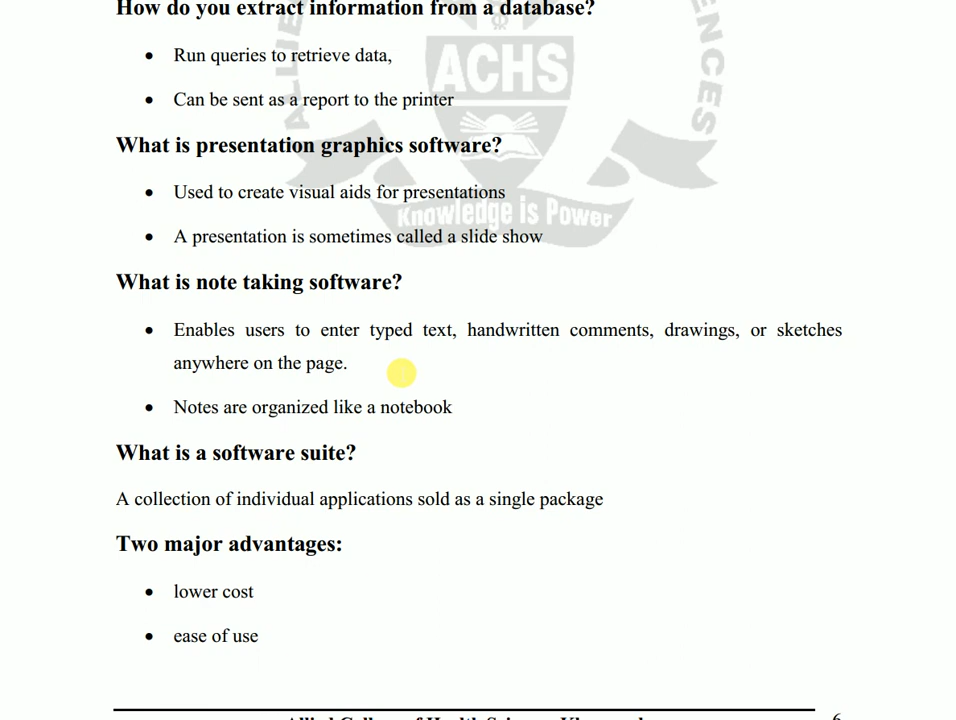 How do you extract information from a database?
• Run queries to retrieve data,
• Can be sent as a report to the printer
What is presentation graphics software?
• Used to create visual aids for presentations
• A presentation is sometimes called a slide show
What is note taking software?
• Enables users to enter typed text, handwritten comments, drawings, or sketches
anywhere on the page.
• Notes are organized like a notebook
What is a software suite?
A collection of individual applications sold as a single package
Two major advantages:
• lower cost
• ease of use
ACHS
Knowledge is Power